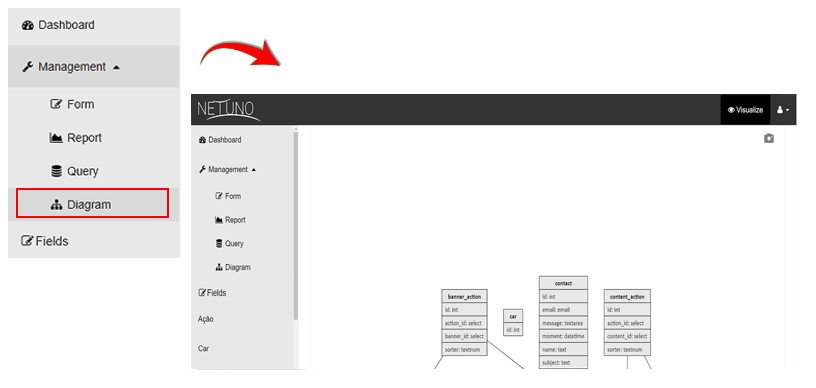 Dashboard
Management
Form
Report
Query
Diagram
Fields
NETUNO
Visualize
Dashboard
Management
Form
Report
Query
Diagram
Fields
Ação
Car
banner_action
id: int
action_id: select
banner_id: select
sorter: textnum
car
id: int
contact
id: int
email: email
message: textarea
moment: datetime
name: text
subject: text
content_action
id: int
action_id: select
content_id: select
sorter: textnum